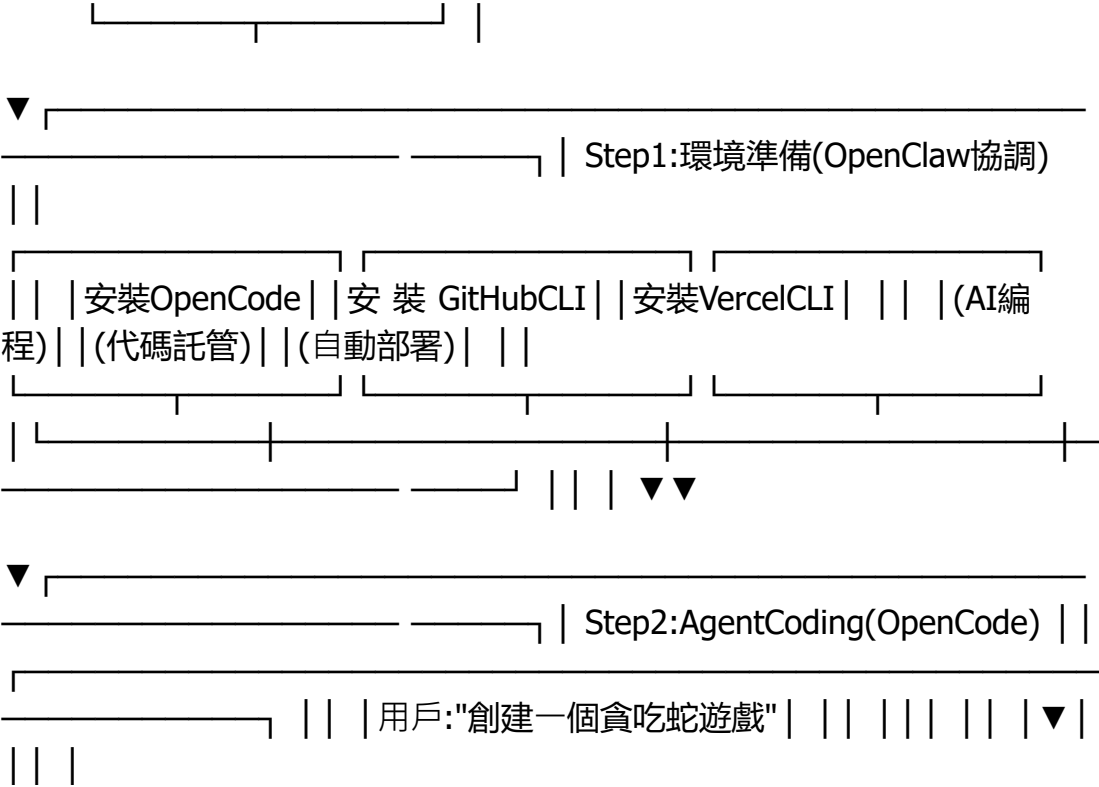 └──────┬───────┘ │
▼ ┌────────────────────────────────────────
─────────────── ─────┐ │ Step1:環境準備(OpenClaw協調)
││
┌────────────┐ ┌────────────┐ ┌────────────┐
││ │安裝OpenCode││安 裝 GitHubCLI││安裝VercelCLI│ ││ │(AI編
程)││(代碼託管)││(自動部署)│ ││
└──────┬─────┘ └──────┬─────┘ └──────┬─────┘
│└────────┼──────────────┼──────────────┼─
─────────────── ────┘ ││ │ ▼▼
▼ ┌────────────────────────────────────────
─────────────── ─────┐ │ Step2:AgentCoding(OpenCode) ││
┌──────────────────────────────────────────
──────────┐ ││ │用戶:"創建一個貪吃蛇遊戲"│ ││ │││ ││ │▼│
││ │